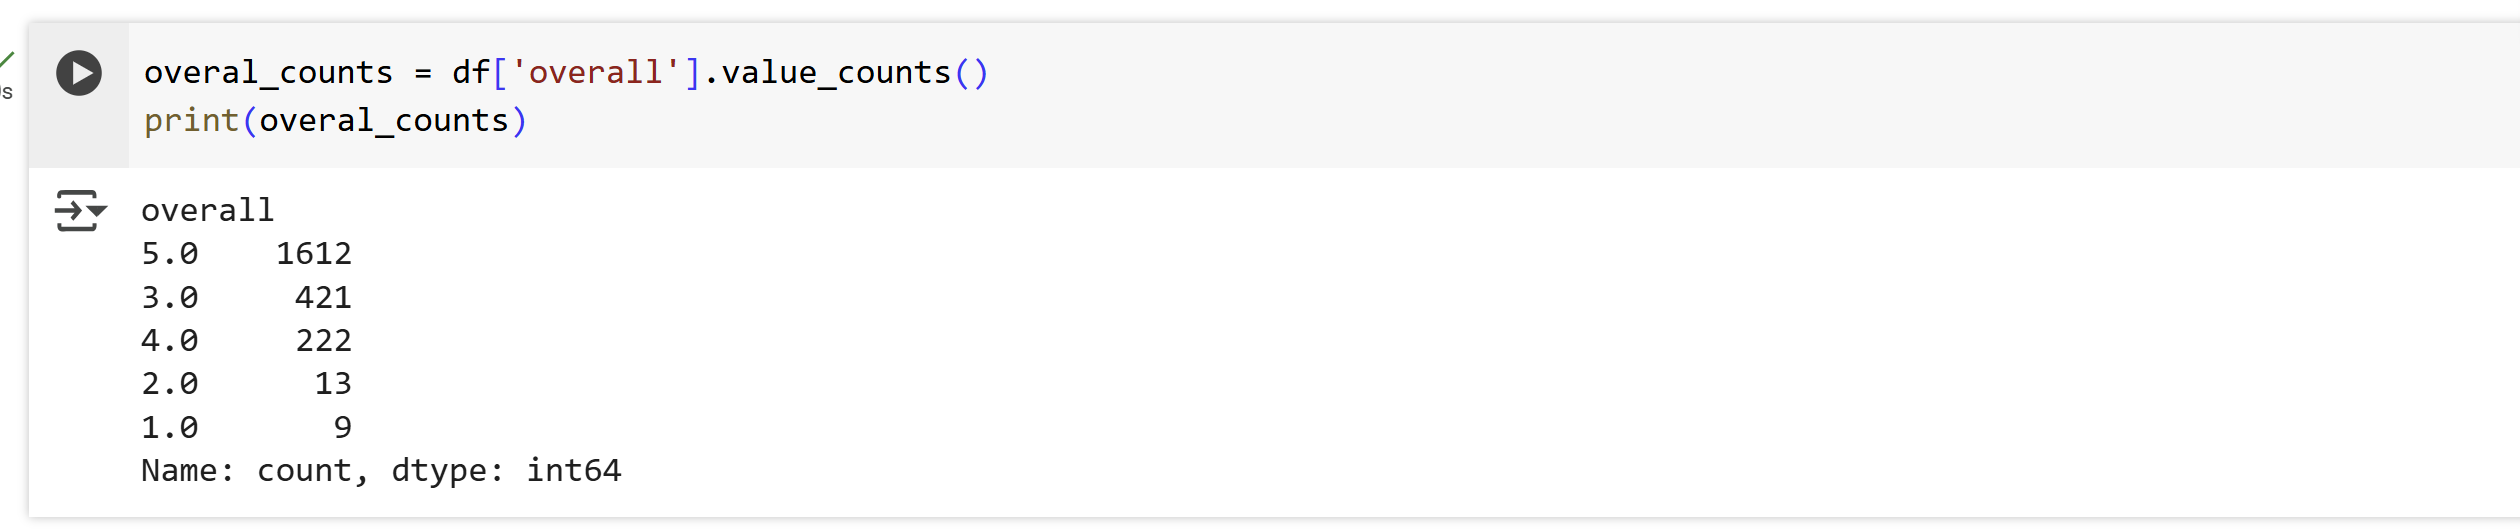 overal_counts = df['overall'].value_counts()
print(overal_counts)
overall
5.0    1612
3.0     421
4.0     222
2.0      13
1.0       9
Name: count, dtype: int64